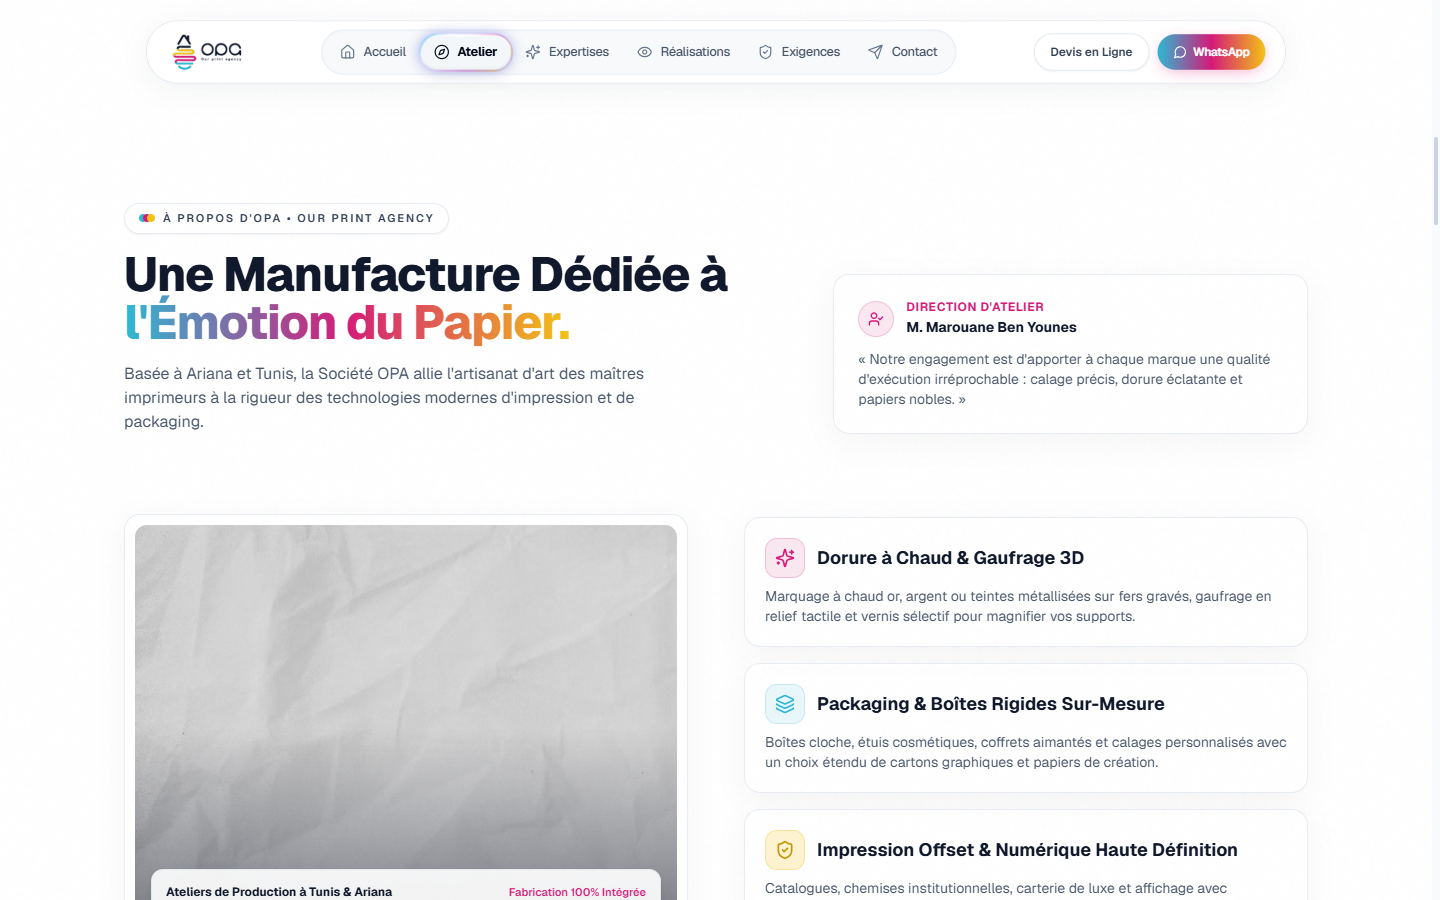 opa
Our print agency
Accueil
Atelier
Expertises
Réalisations
Exigences
Contact
Devis en Ligne
WhatsApp
À PROPOS D'OPA • OUR PRINT AGENCY
Une Manufacture Dédiée à
l'Émotion du Papier.
Basée à Ariana et Tunis, la Société OPA allie l'artisanat d'art des maîtres
imprimeurs à la rigueur des technologies modernes d'impression et de
packaging.
DIRECTION D'ATELIER
M. Marouane Ben Younes
« Notre engagement est d'apporter à chaque marque une qualité
d'exécution irréprochable : calage précis, dorure éclatante et
papiers nobles. »
Ateliers de Production à Tunis & Ariana
Fabrication 100% Intégrée
Dorure à Chaud & Gaufrage 3D
Marquage à chaud or, argent ou teintes métallisées sur fers gravés, gaufrage en
relief tactile et vernis sélectif pour magnifier vos supports.
Packaging & Boîtes Rigides Sur-Mesure
Boîtes cloche, étuis cosmétiques, coffrets aimantés et calages personnalisés avec
un choix étendu de cartons graphiques et papiers de création.
Impression Offset & Numérique Haute Définition
Catalogues, chemises institutionnelles, carterie de luxe et affichage avec